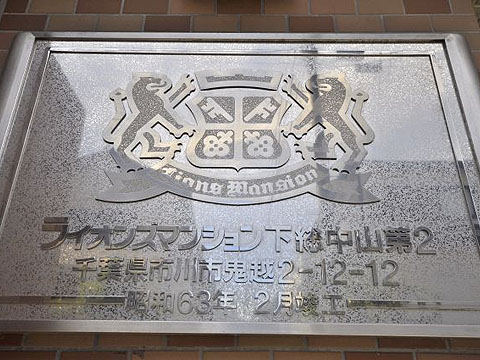 Lions Mansion
ライオンズマンション下総中山第2
千葉県市川市鬼越2-12-12
昭和63年 2月竣工